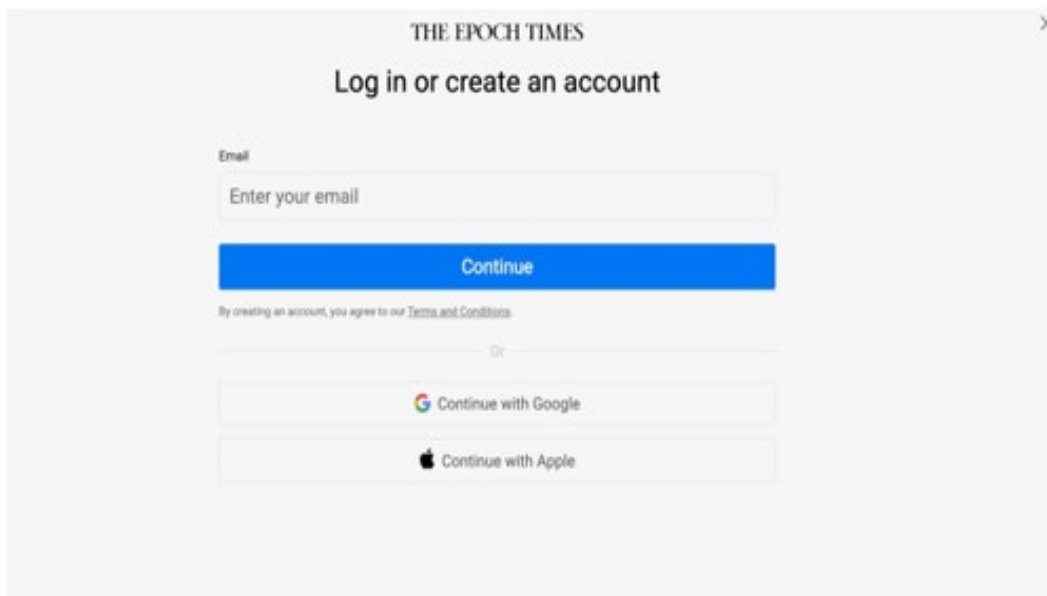 THE EPOCH TIMES
Log in or create an account
Email
Enter your email
Continue
By creating an account, you agree to our Terms and Conditions.
Or
Continue with Google
Continue with Apple